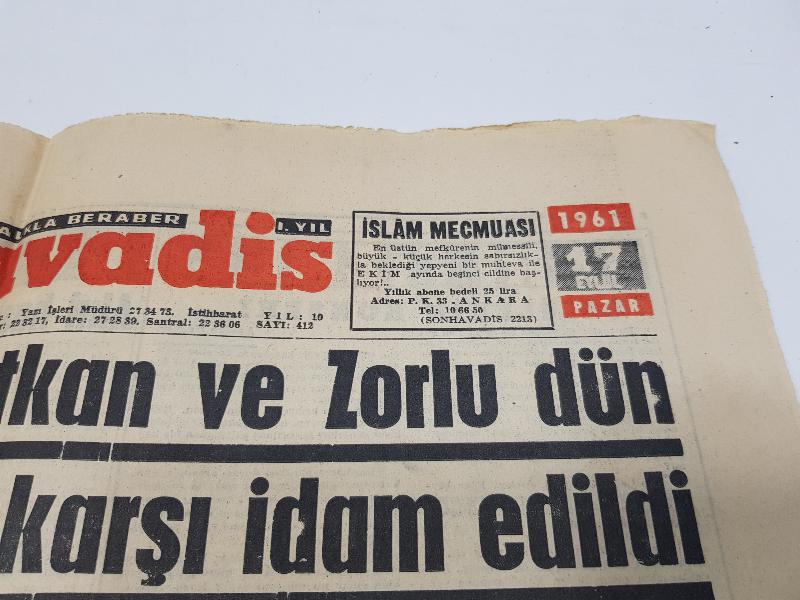 ALKLA BERABER
I. YIL
avadis
Yazı İşleri Müdürü 27 34 73. İstihbarat YIL: 10
22 32 17, İdare: 27 28 39. Santral: 22 36 06 SAYI: 412
İSLÂM MECMUASI
En üstün mefkûrenin mümessili,
büyük - küçük herkesin sabırsızlık-
la beklediği yepyeni bir muhteva ile
EKİM ayında beşinci cildine baş-
lıyor!..
Yıllık abone bedeli 25 lira
Adres: P. K. 33 - ANKARA
Tel: 10 66 50
(SONHAVADİS 2213)
1961
17
EYLÜL
PAZAR
tkan ve Zorlu dün
karşı idam edildi